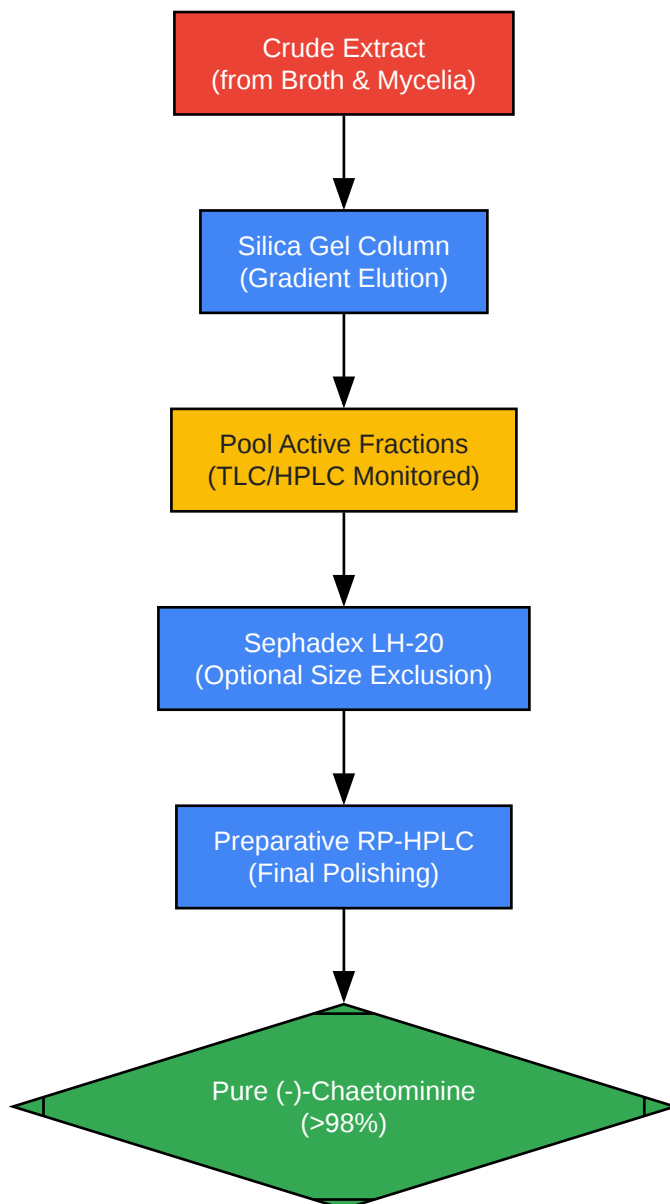 Crude Extract
(from Broth & Mycelia)
Silica Gel Column
(Gradient Elution)
Pool Active Fractions
(TLC/HPLC Monitored)
Sephadex LH-20
(Optional Size Exclusion)
Preparative RP-HPLC
(Final Polishing)
Pure (-)-Chaetominine
(>98%)